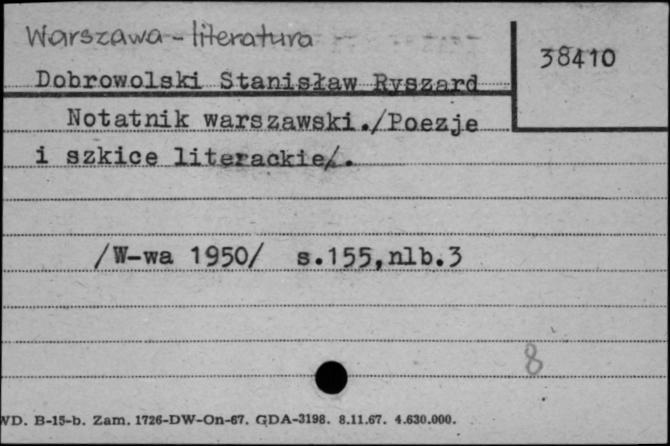 Warszawa - literatura
38410
Dobrowolski Stanisław Ryszard
Notatnik warszawski./Poezje
i szkice literackie/.
/W-wa 1950/ s.155,nlb.3
8
WD. B-15-b. Zam. 1726-DW-On-67. GDA-3198. 8.11.67. 4.630.000.